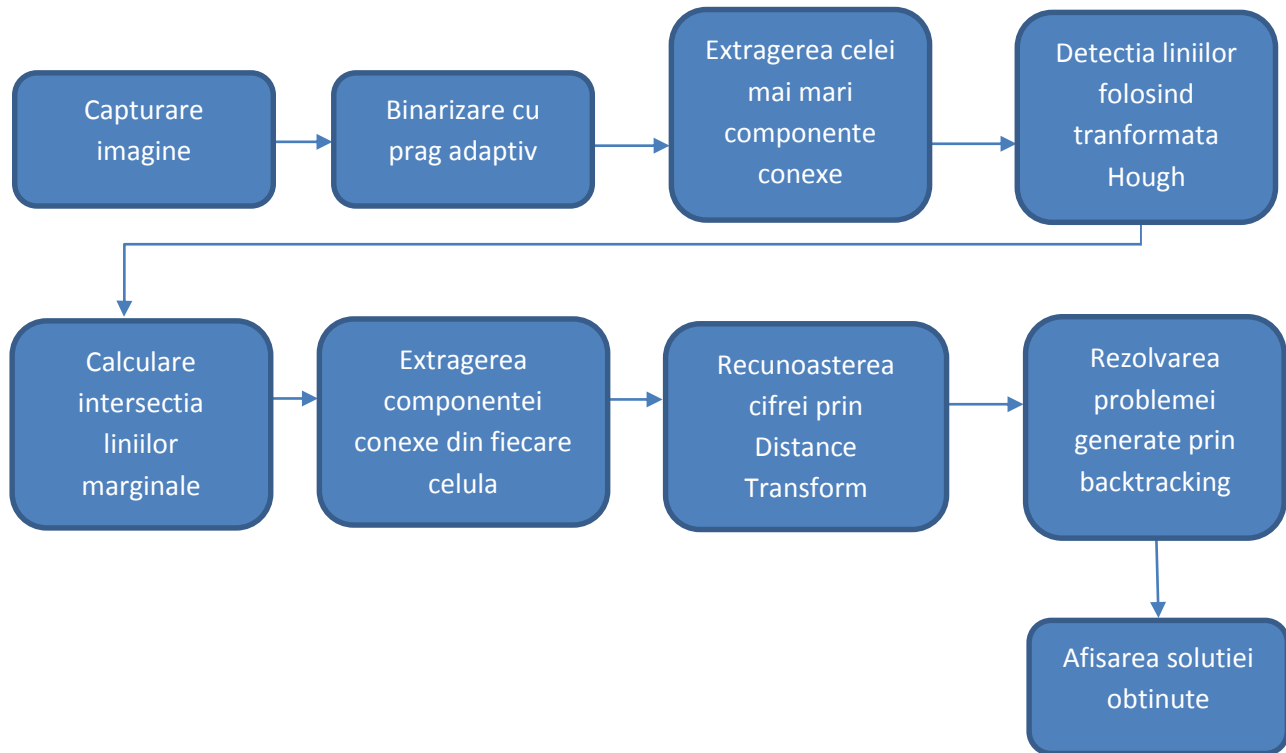 Capturare
imagine
Binarizare cu
prag adaptiv
Extragerea celei
mai mari
componente
conexe
Detectia liniilor
folosind
tranformata
Hough
Calculare
intersectia
liniilor
marginale
Extragerea
componentei
conexe din fiecare
celula
Recunoasterea
cifrei prin
Distance
Transform
Rezolvarea
problemei
generate prin
backtracking
Afisarea solutiei
obtinute